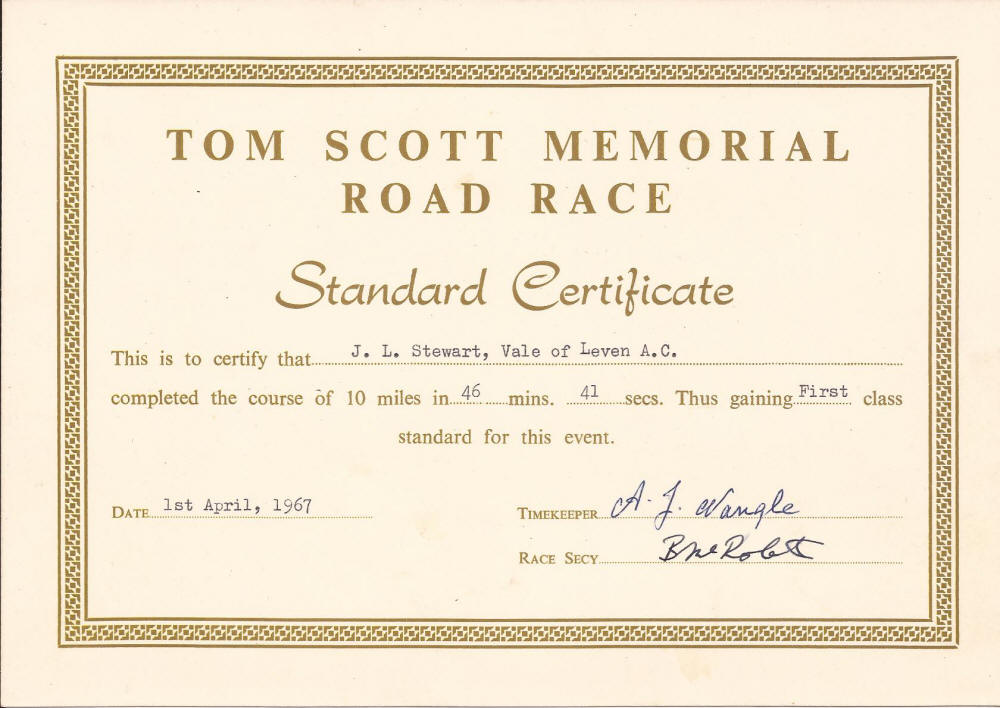 TOM SCOTT MEMORIAL
ROAD RACE
Standard Certificate
This is to certify that J. L. Stewart, Vale of Leven A.C.
completed the course of 10 miles in 46 mins. 41 secs. Thus gaining First class
standard for this event.
DATE 1st April, 1967
TIMEKEEPER A. J. Wangle
RACE SECY